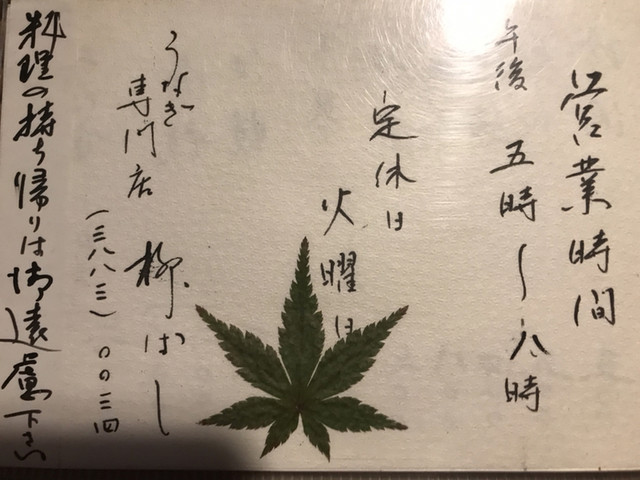 営業時間
午後 五時〜八時
定休日
火曜日
うなぎ
専門店 柳ばし
(三八八三)〇〇三四
料理の持ち帰りは御遠慮下さい